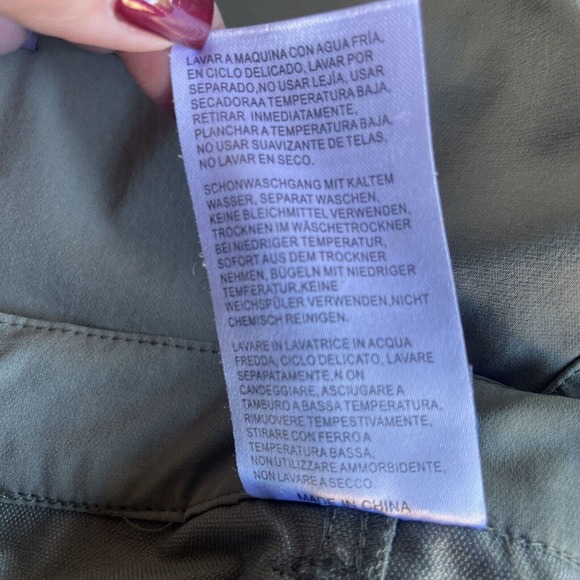 LAVAR A MAQUINA CON AGUA FRÍA,
EN CICLO DELICADO, LAVAR POR
SEPARADO,NO USAR LEJÍA, USAR
SECADORAA TEMPERATURA BAJA,
RETIRAR INMEDIATAMENTE,
PLANCHAR A TEMPERATURA BAJA,
NO USAR SUAVIZANTE DE TELAS,
NO LAVAR EN SECO.
SCHONWASCHGANG MIT KALTEM
WASSER, SEPARAT WASCHEN,
KEINE BLEICHMITTEL VERWENDEN,
TROCKNEN IM WÄSCHETROCKNER
BEI NIEDRIGER TEMPERATUR,
SOFORT AUS DEM TROCKNER
NEHMEN, BÜGELN MIT NIEDRIGER
TEMPERATUR,KEINE
WEICHSPÜLER VERWENDEN,NICHT
CHEMISCH REINIGEN.
LAVARE IN LAVATRICE IN ACQUA
FREDDA, CICLO DELICATO, LAVARE
SEPAPATAMENTE, N ON
CANDEGGIARE, ASCIUGARE A
TAMBURO A BASSA TEMPERATURA,
RIMUOVERE TEMPESTIVAMENTE,
STIRARE CON FERRO A
TEMPERATURA BASSA,
NON UTILIZZARE AMMORBIDENTE,
NON LAVARE A SECCO.
MADE IN CHINA